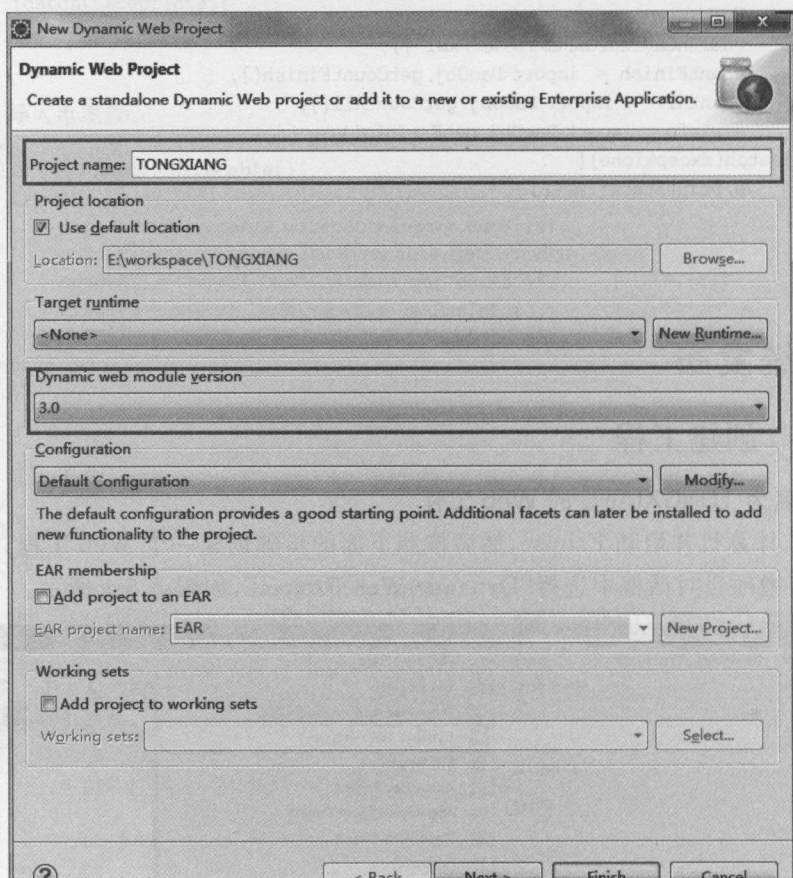 New Dynamic Web Project
Dynamic Web Project
Create a standalone Dynamic Web project or add it to a new or existing Enterprise Application.
Project name: TONGXIANG
Project location
Use default location
Location: E:\workspace\TONGXIANG Browse...
Target runtime
<None> New Runtime...
Dynamic web module version
3.0
Configuration
Default Configuration Modify...
The default configuration provides a good starting point. Additional facets can later be installed to add
new functionality to the project.
EAR membership
Add project to an EAR
EAR project name: EAR New Project...
Working sets
Add project to working sets
Working sets: Select...
? < Back Next > Finish Cancel